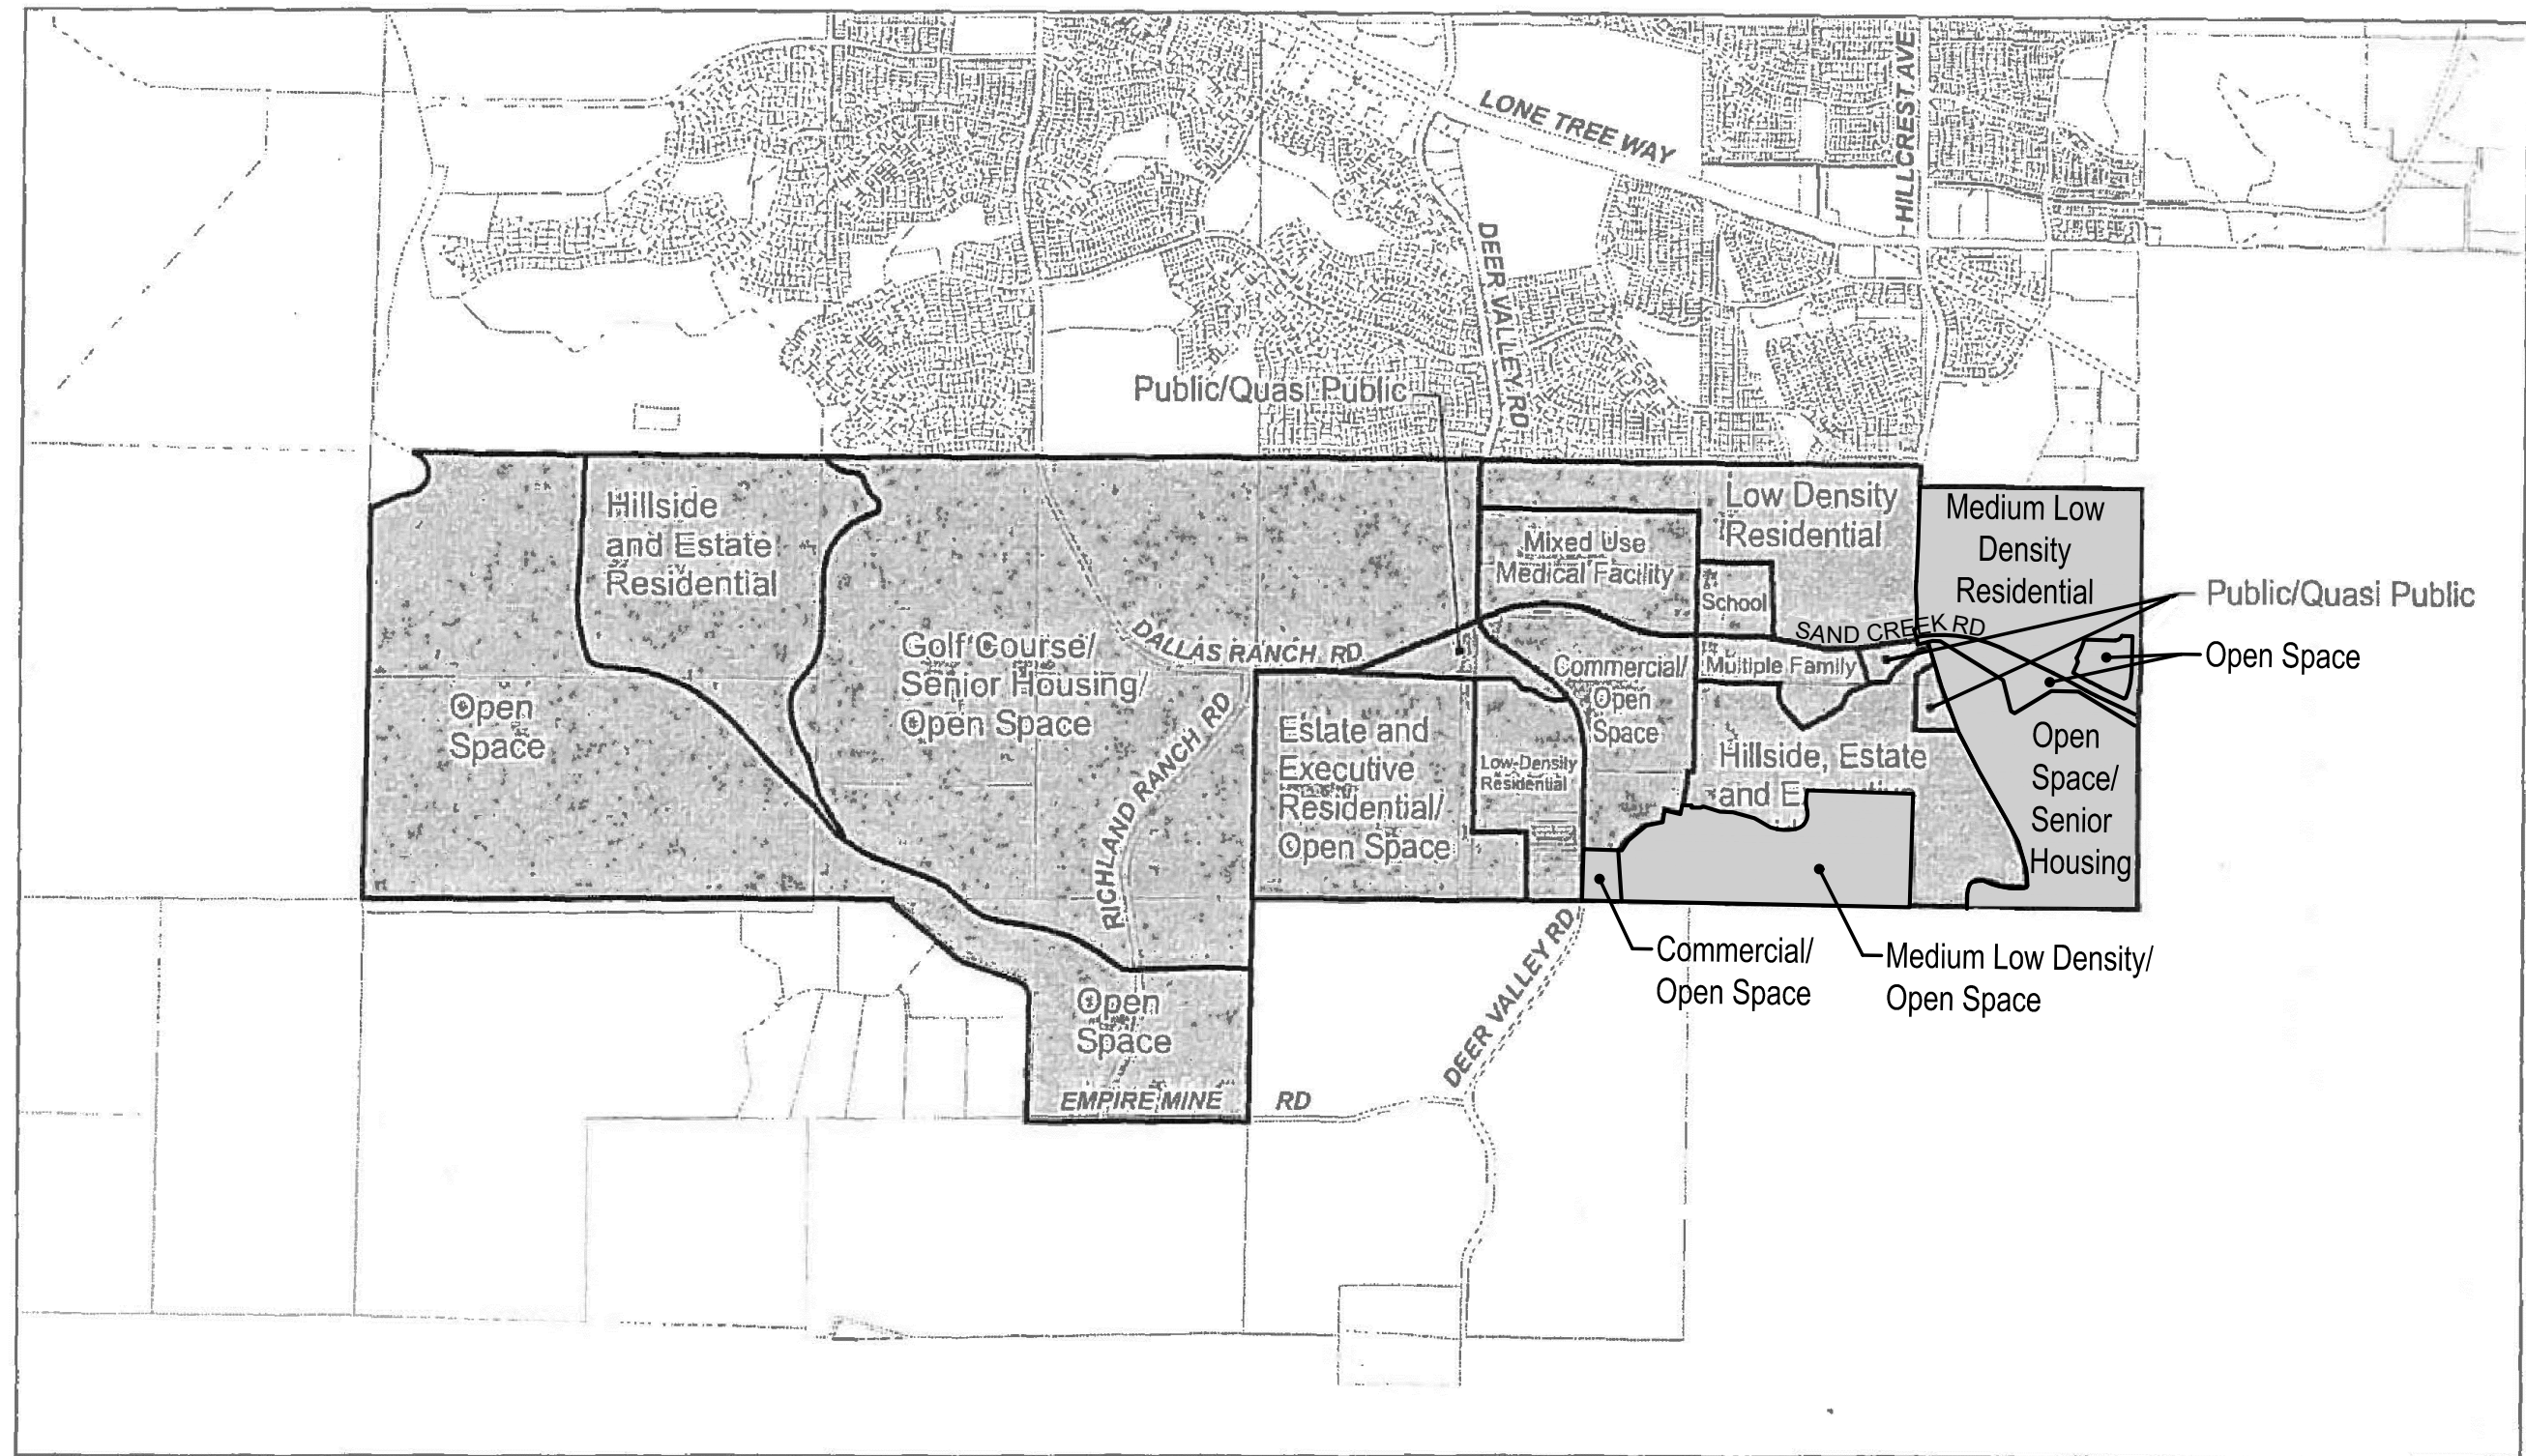 HILLCREST AVE
LONE TREE WAY
DEER VALLEY RD
Public/Quasi Public
Hillside
and Estate
Residential
Low Density
Residential
Medium Low
Density
Residential
Mixed Use
Medical Facility
School
Public/Quasi Public
SAND CREEK RD
Open Space
Golf Course/
Senior Housing/
Open Space
DALLAS RANCH RD
Commercial/
Open
Space
Multiple Family
Open
Space
RICHLAND RANCH RD
Estate and
Executive
Residential/
Open Space
Low-Density
Residential
Hillside, Estate
and E
Open
Space/
Senior
Housing
Commercial/
Open Space
Medium Low Density/
Open Space
DEER VALLEY RD
Open
Space
EMPIRE MINE RD